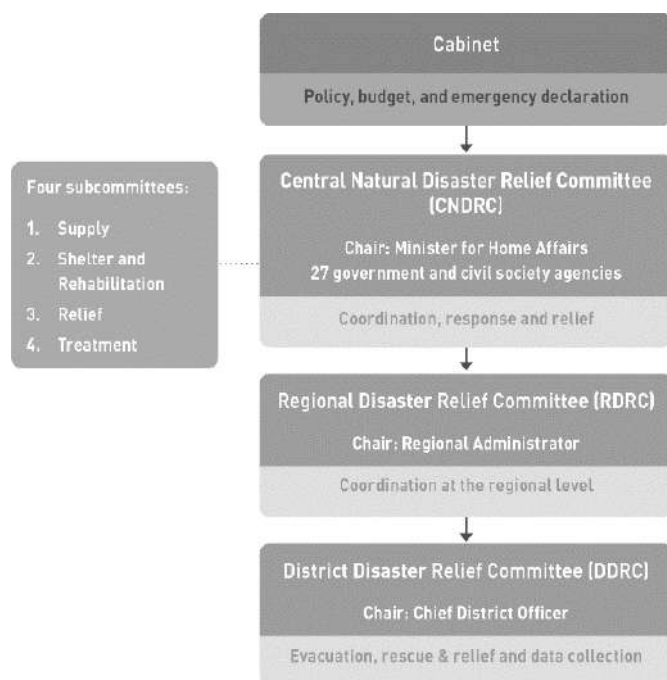 Cabinet
Policy, budget, and emergency declaration
Four subcommittees:
1. Supply
2. Shelter and
Rehabilitation
3. Relief
4. Treatment
Central Natural Disaster Relief Committee
(CNDRC)
Chair: Minister for Home Affairs
27 government and civil society agencies
Coordination, response and relief
Regional Disaster Relief Committee (RDRC)
Chair: Regional Administrator
Coordination at the regional level
District Disaster Relief Committee (DDRC)
Chair: Chief District Officer
Evacuation, rescue & relief and data collection